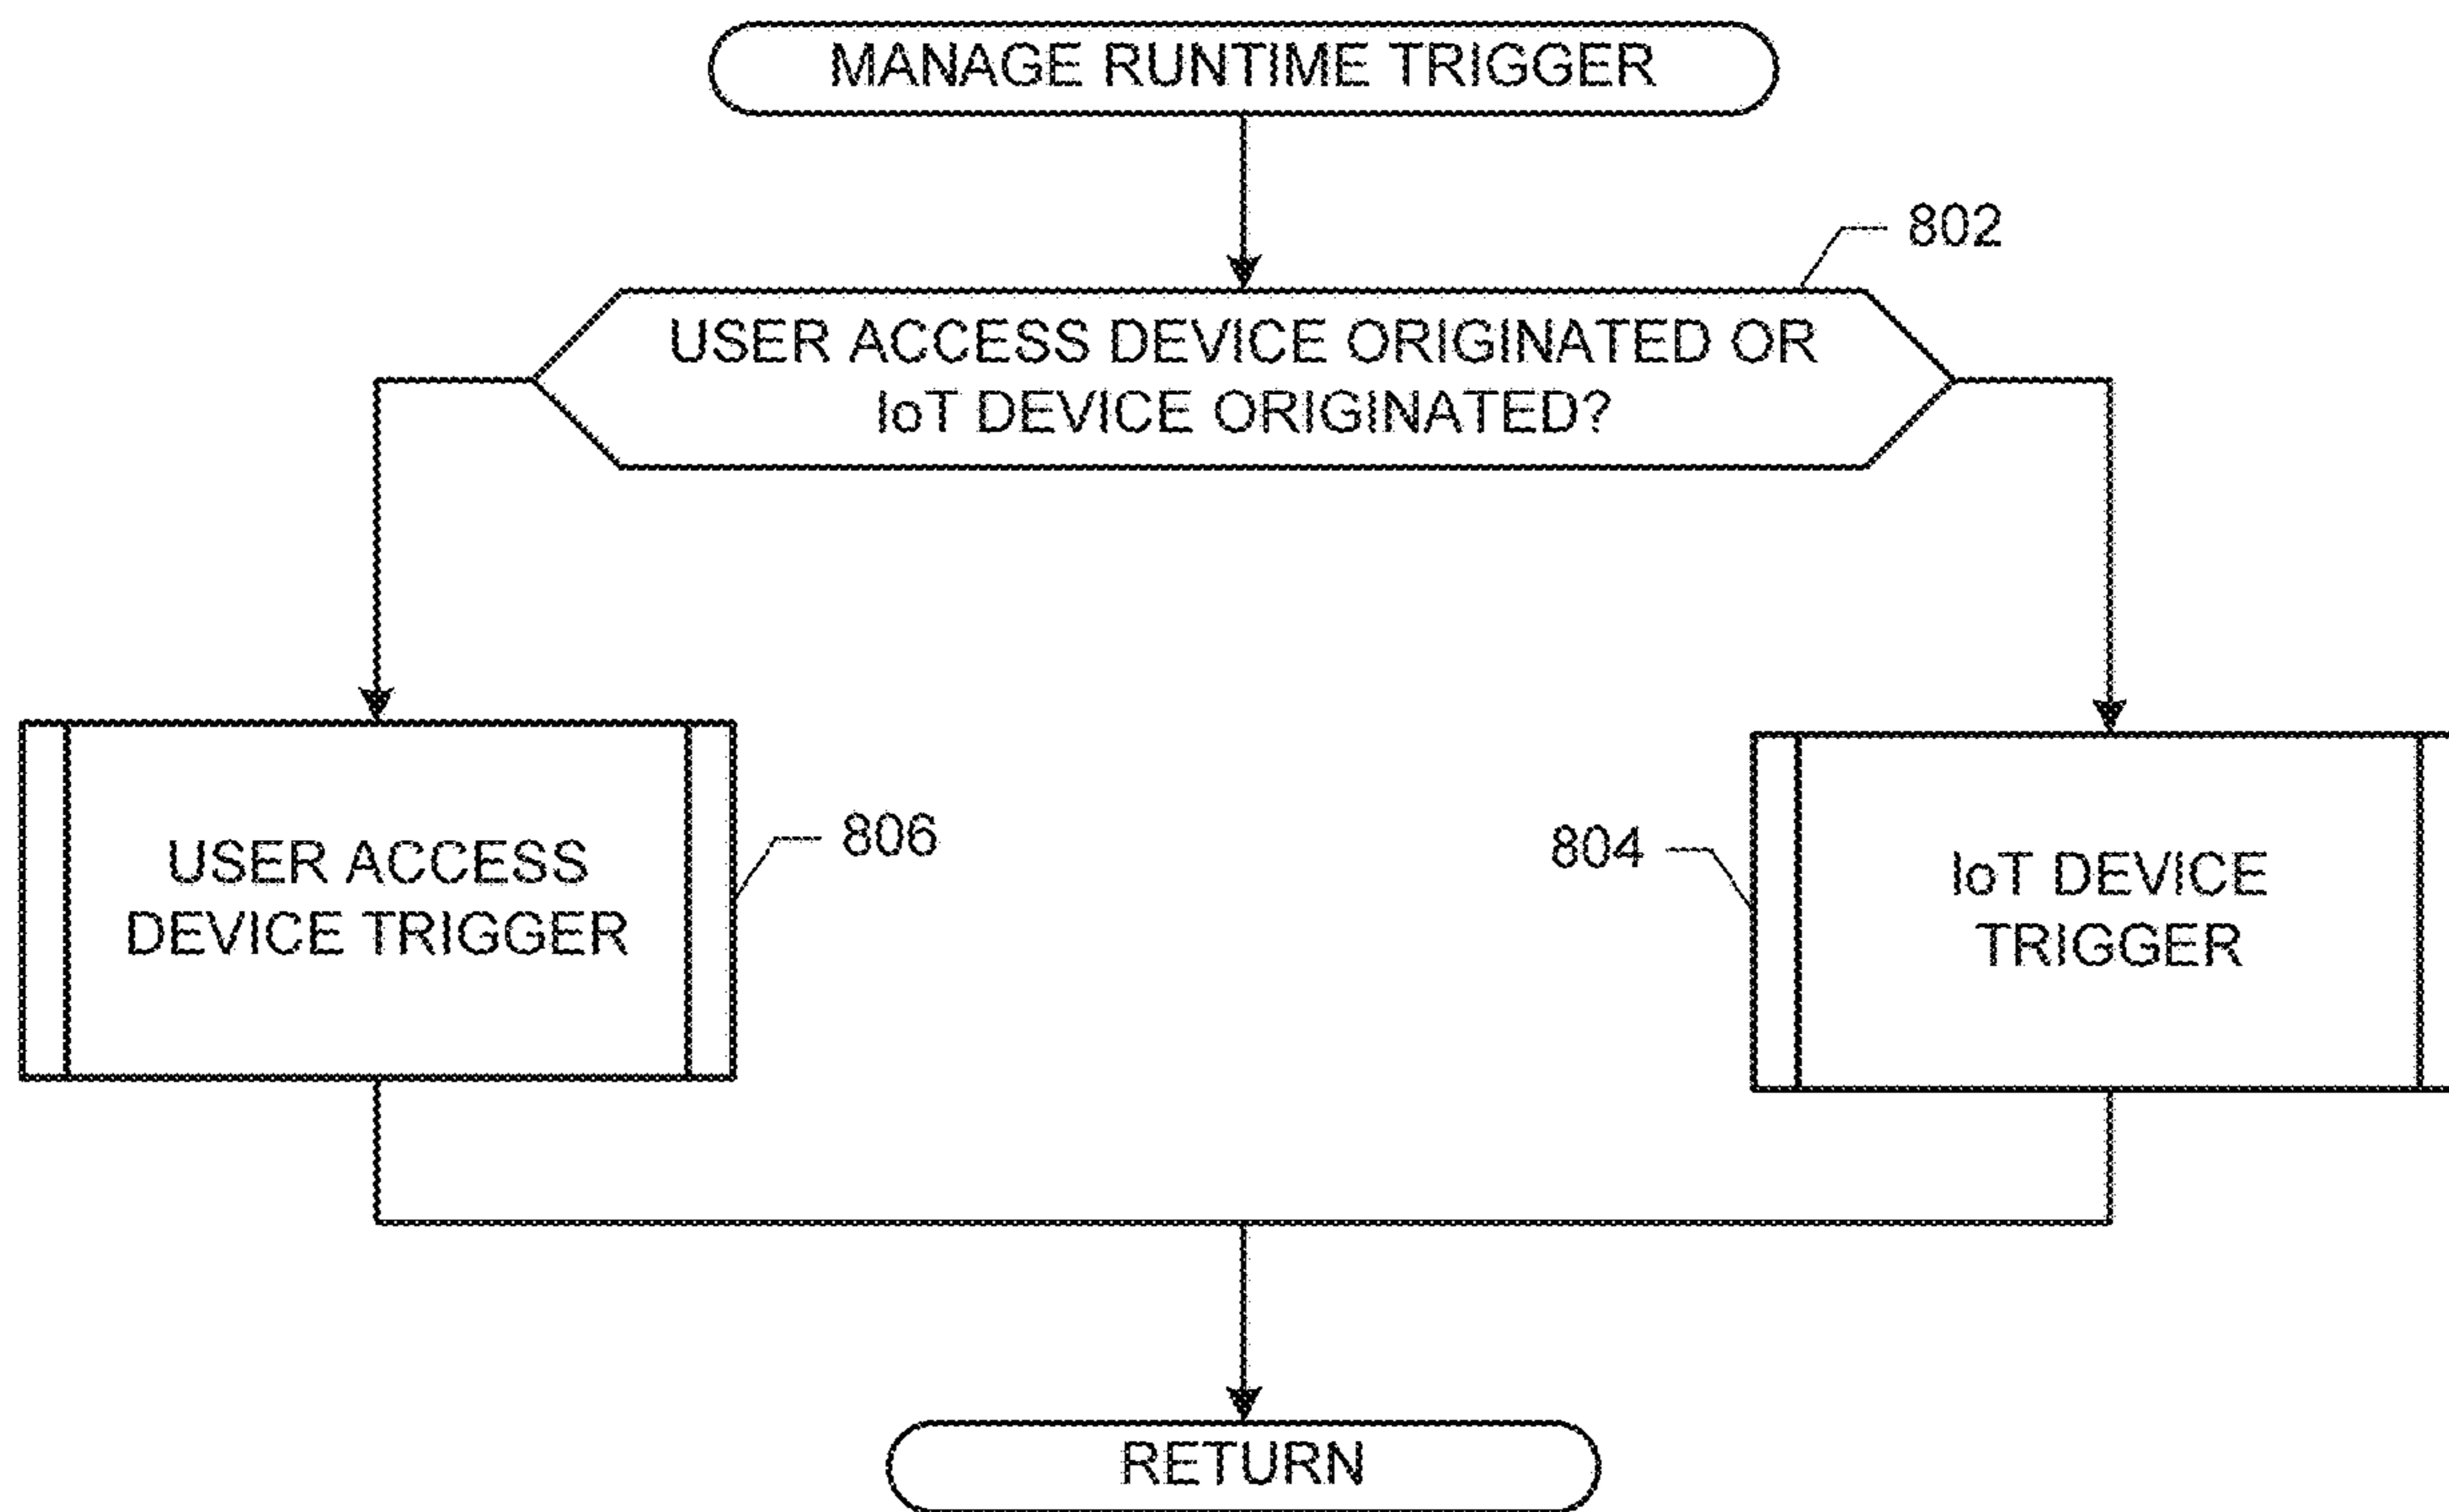 MANAGE RUNTIME TRIGGER
802
USER ACCESS DEVICE ORIGINATED OR
IoT DEVICE ORIGINATED?
USER ACCESS
DEVICE TRIGGER
806
804
IoT DEVICE
TRIGGER
RETURN